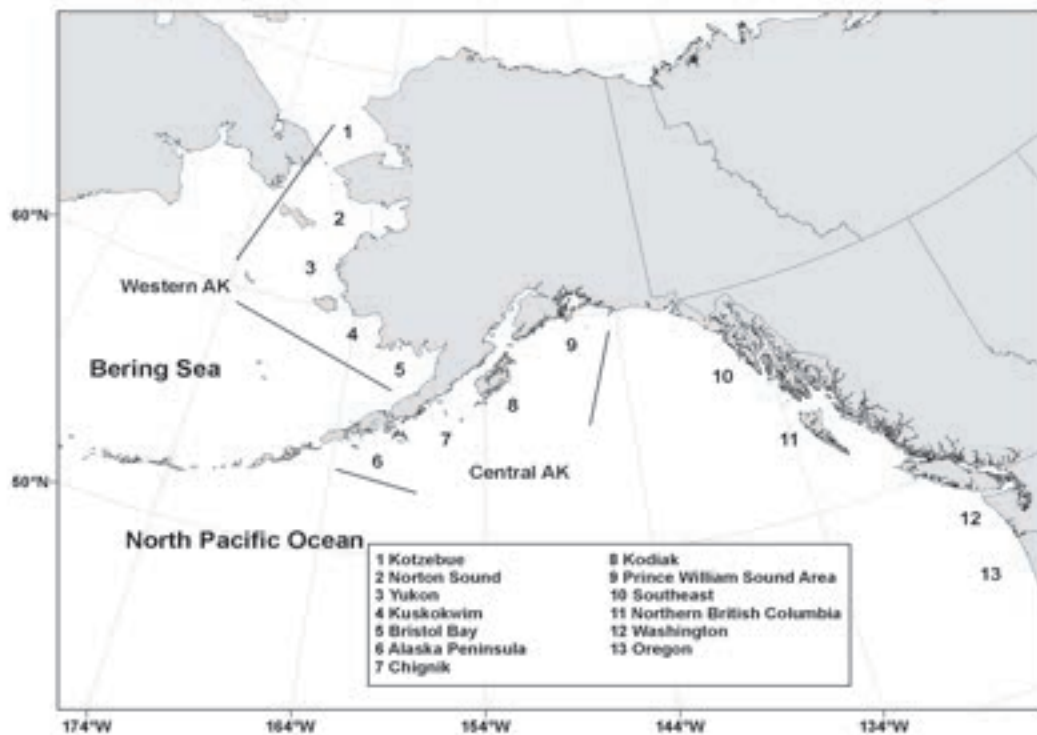 1
60°N
2
3
Western AK
4
9
Bering Sea
5
10
8
7
11
6
Central AK
50°N
12
North Pacific Ocean
13
1 Kotzebue
2 Norton Sound
3 Yukon
4 Kuskokwim
5 Bristol Bay
6 Alaska Peninsula
7 Chignik
8 Kodiak
9 Prince William Sound Area
10 Southeast
11 Northern British Columbia
12 Washington
13 Oregon
174°W
164°W
154°W
144°W
134°W